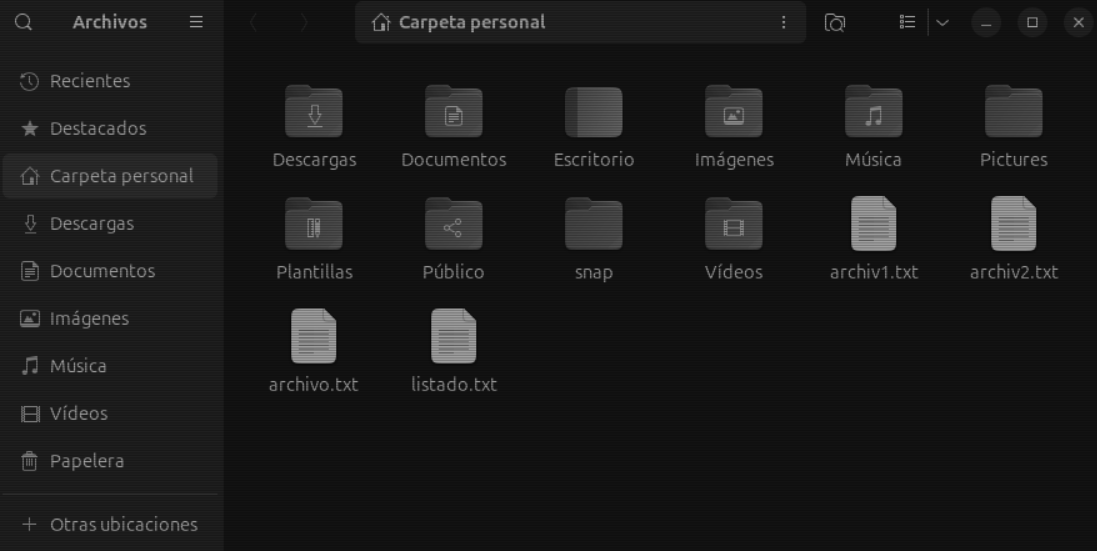 Archivos
Carpeta personal
Recientes
Destacados
Carpeta personal
Descargas
Documentos
Imágenes
Música
Vídeos
Papelera
Otras ubicaciones
Descargas Documentos Escritorio Imágenes Música Pictures
Plantillas Público snap Vídeos archiv1.txt archiv2.txt
archivo.txt listado.txt